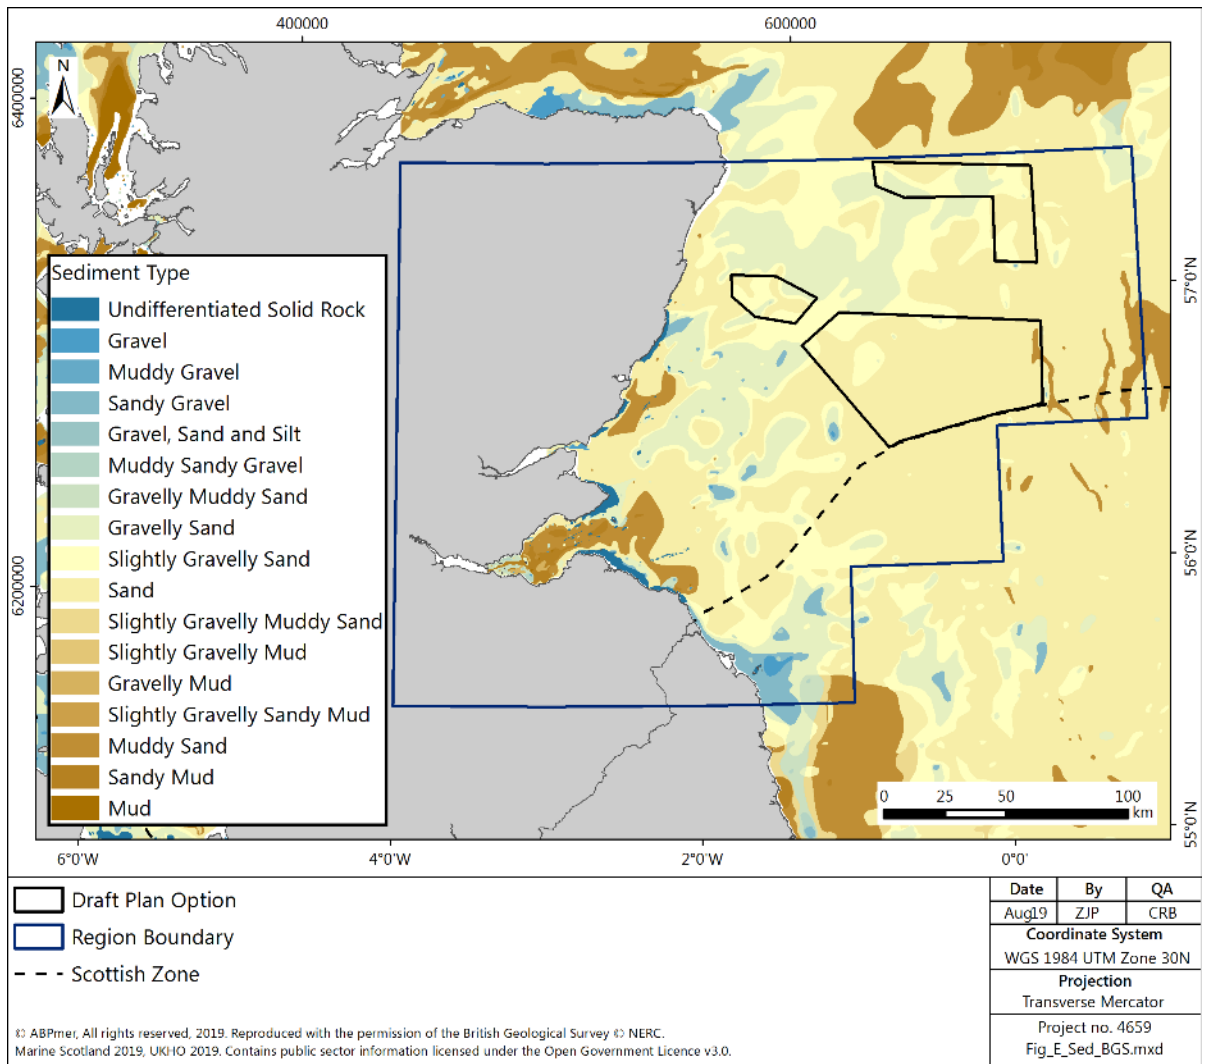 400000
600000
6400000
6200000
N
57°0'N
56°0'N
55°0'N
Sediment Type
Undifferentiated Solid Rock
Gravel
Muddy Gravel
Sandy Gravel
Gravel, Sand and Silt
Muddy Sandy Gravel
Gravelly Muddy Sand
Gravelly Sand
Slightly Gravelly Sand
Sand
Slightly Gravelly Muddy Sand
Slightly Gravelly Mud
Gravelly Mud
Slightly Gravelly Sandy Mud
Muddy Sand
Sandy Mud
Mud
0 25 50 100
km
6°0'W 4°0'W 2°0'W 0°0'
Draft Plan Option
Region Boundary
Scottish Zone
Date By QA
Aug19 ZJP CRB
Coordinate System
WGS 1984 UTM Zone 30N
Projection
Transverse Mercator
Project no. 4659
Fig_E_Sed_BGS.mxd
© ABPmer, All rights reserved, 2019. Reproduced with the permission of the British Geological Survey © NERC.
Marine Scotland 2019, UKHO 2019. Contains public sector information licensed under the Open Government Licence v3.0.